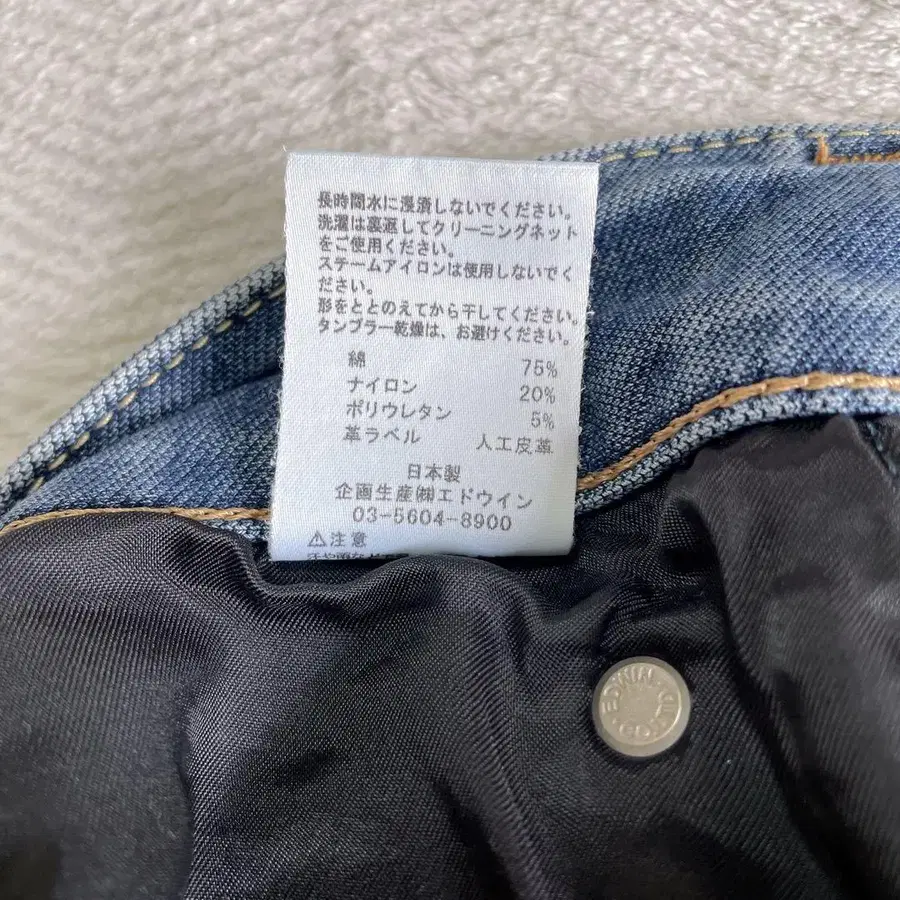 長時間水に浸漬しないでください。
洗濯は裏返してクリーニングネット
をご使用ください。
スチームアイロンは使用しないでく
ださい。
形をととのえてから干してください。
タンブラー乾燥は、お避けください。
綿 75%
ナイロン 20%
ポリウレタン 5%
革ラベル 人工皮革
日本製
企画生産㈱エドウイン
03-5604-8900
⚠注意
EDWIN